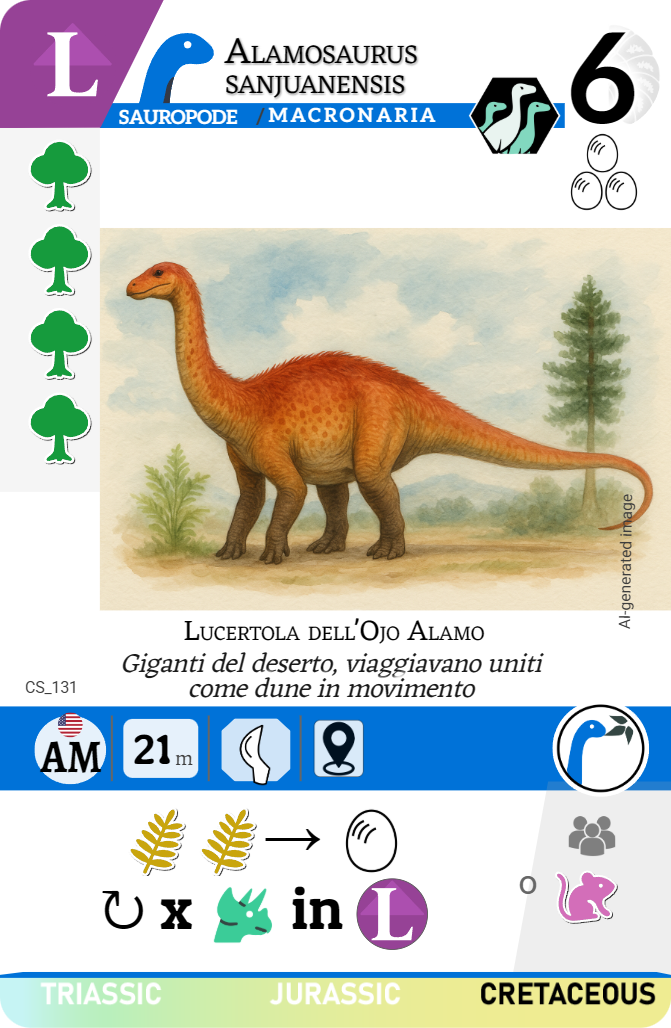 L
ALAMOSAURUS
SANJUANENSIS
6
SAUROPODE / MACRONARIA
AI-generated image
LUCERTOLA DELL'OJO ALAMO
Giganti del deserto, viaggiavano uniti
come dune in movimento
CS_131
AM
21 m
O
x in L
TRIASSIC JURASSIC CRETACEOUS